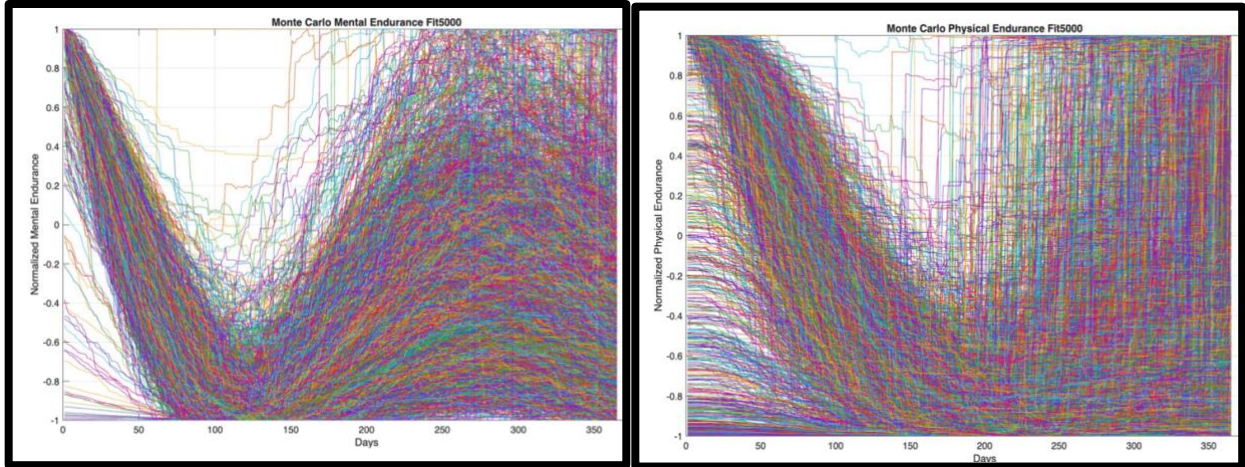 Monte Carlo Mental Endurance Fit5000
1
0.8
0.6
0.4
0.2
0
-0.2
-0.4
-0.6
-0.8
-1
Normalized Mental Endurance
0 50 100 150 200 250 300 350
Days
Monte Carlo Physical Endurance Fit5000
1
0.8
0.6
0.4
0.2
0
-0.2
-0.4
-0.6
-0.8
-1
Normalized Physical Endurance
0 50 100 150 200 250 300 350
Days